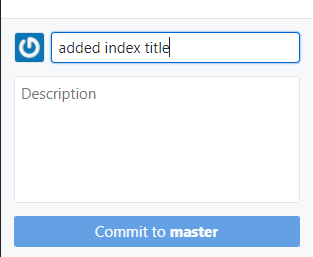 added index title
Description
Commit to master